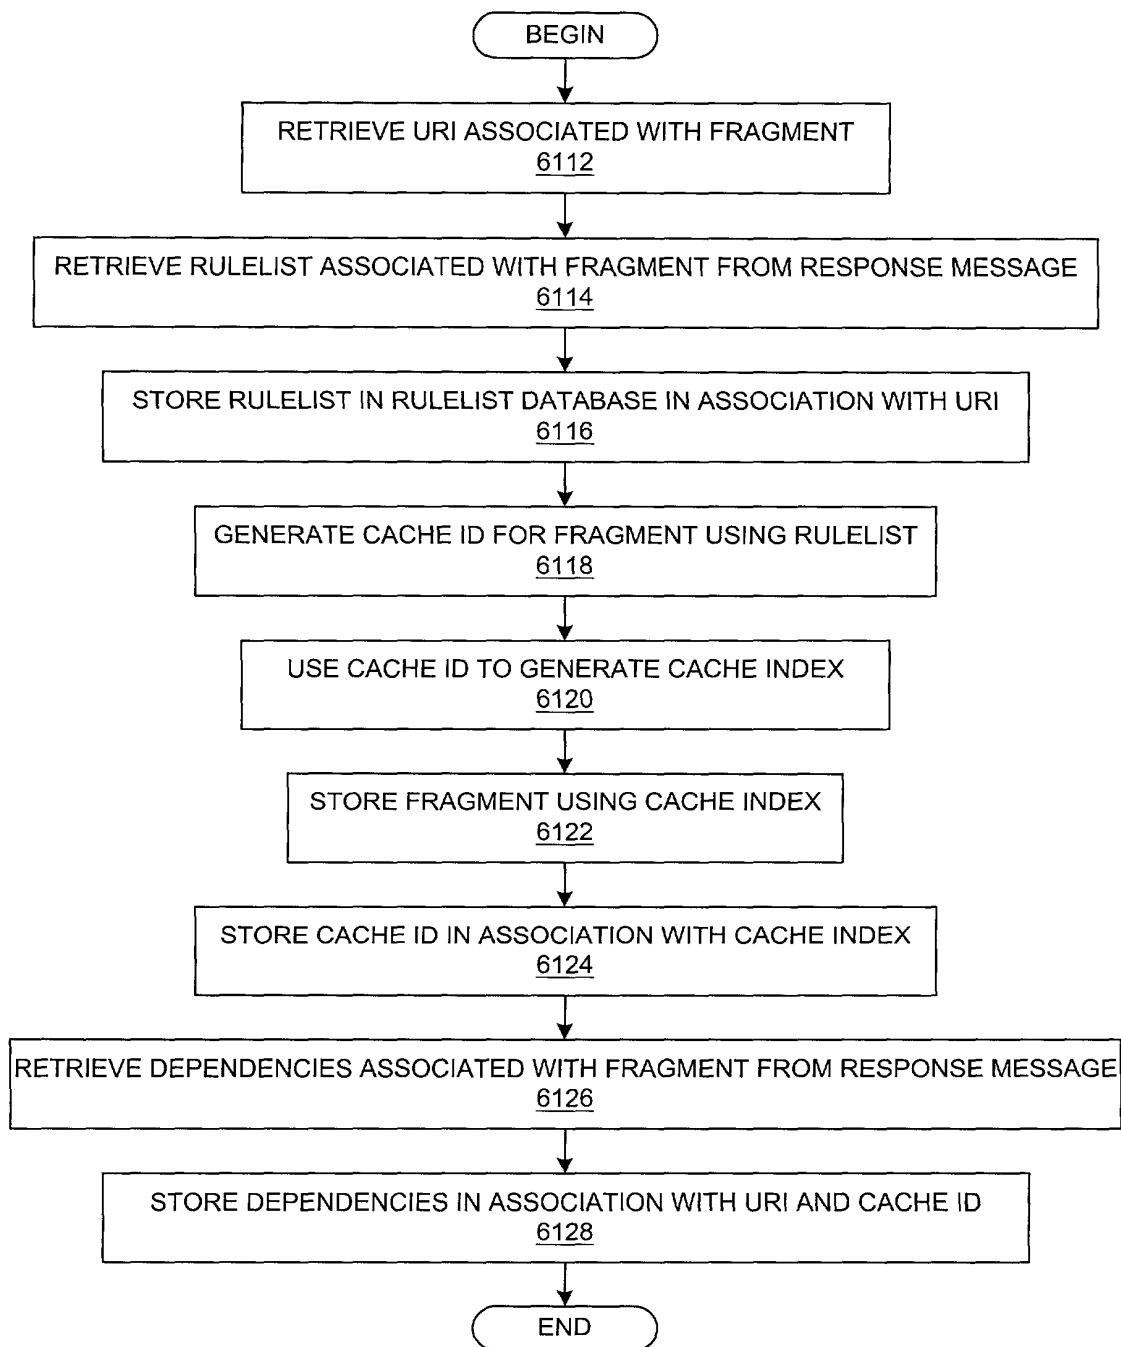 BEGIN
RETRIEVE URI ASSOCIATED WITH FRAGMENT
6112
RETRIEVE RULELIST ASSOCIATED WITH FRAGMENT FROM RESPONSE MESSAGE
6114
STORE RULELIST IN RULELIST DATABASE IN ASSOCIATION WITH URI
6116
GENERATE CACHE ID FOR FRAGMENT USING RULELIST
6118
USE CACHE ID TO GENERATE CACHE INDEX
6120
STORE FRAGMENT USING CACHE INDEX
6122
STORE CACHE ID IN ASSOCIATION WITH CACHE INDEX
6124
RETRIEVE DEPENDENCIES ASSOCIATED WITH FRAGMENT FROM RESPONSE MESSAGE
6126
STORE DEPENDENCIES IN ASSOCIATION WITH URI AND CACHE ID
6128
END